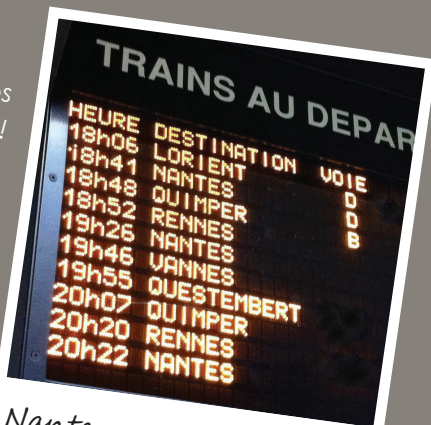 TRAINS AU DEPAR
HEURE DESTINATION VOIE
18h06 LORIENT D
18h41 NANTES D
18h48 QUIMPER B
18h52 RENNES
19h26 NANTES
19h46 VANNES
19h55 QUESTEMBERT
20h07 QUIMPER
20h20 RENNES
20h22 NANTES